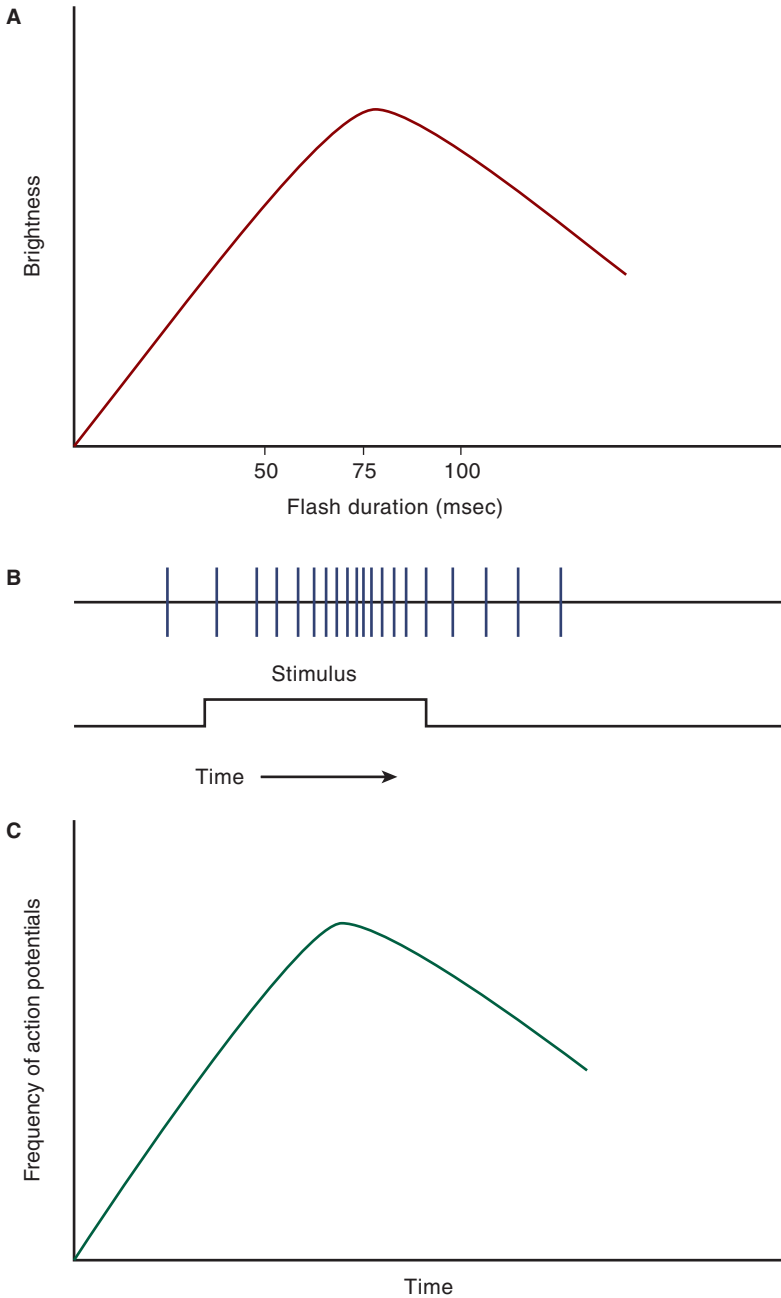 A
Brightness
50 75 100
Flash duration (msec)
B
Stimulus
Time
C
Frequency of action potentials
Time